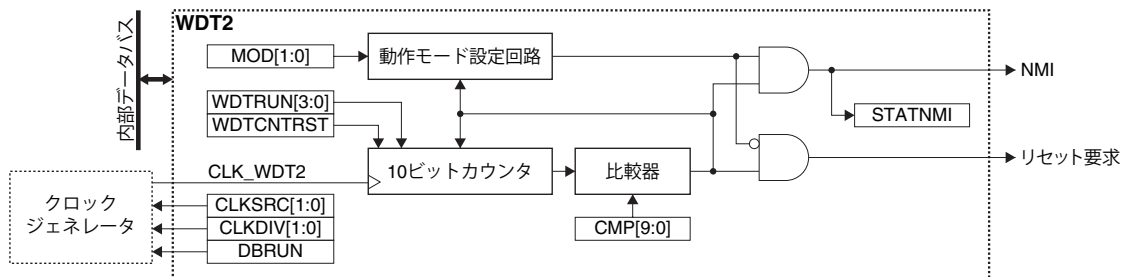 WDT2
内部データバス
MOD[1:0]
動作モード設定回路
NMI
WDTRUN[3:0]
WDTCNTRST
STATNMI
CLK_WDT2
10ビットカウンタ
比較器
リセット要求
クロック
ジェネレータ
CLKSRC[1:0]
CLKDIV[1:0]
DBRUN
CMP[9:0]